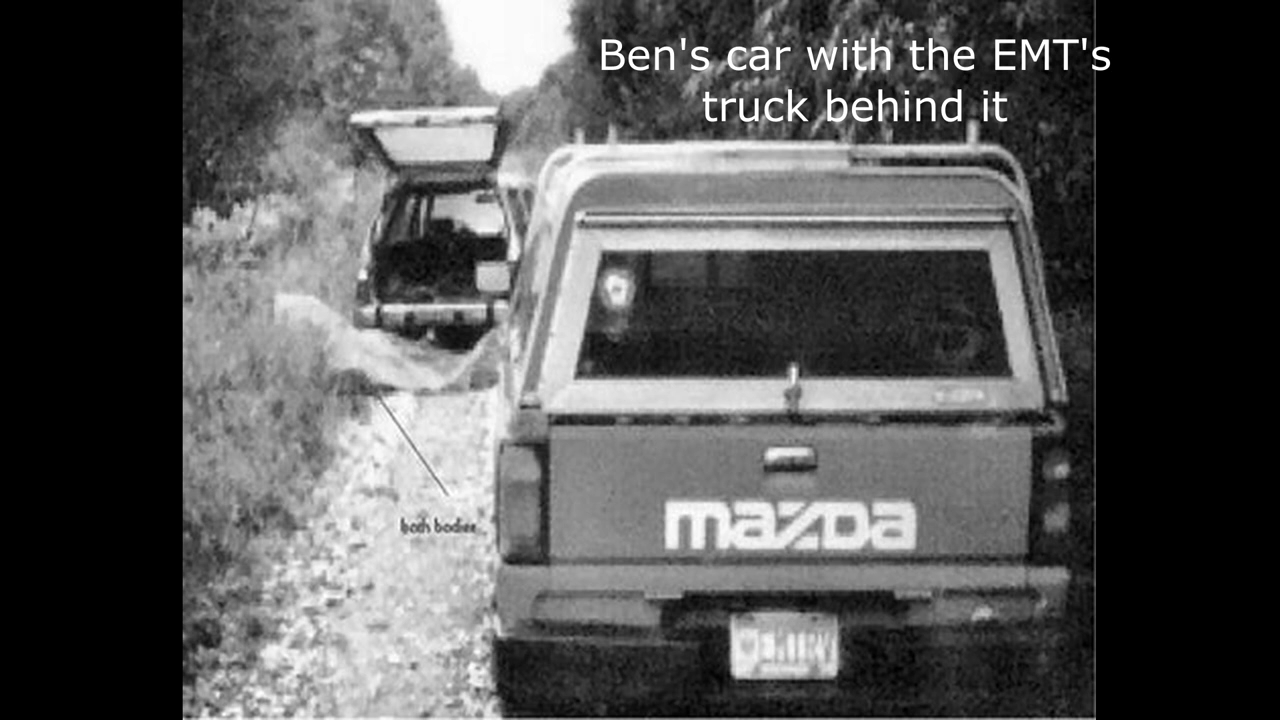 Ben's car with the EMT's
truck behind it
both bodies
mazda